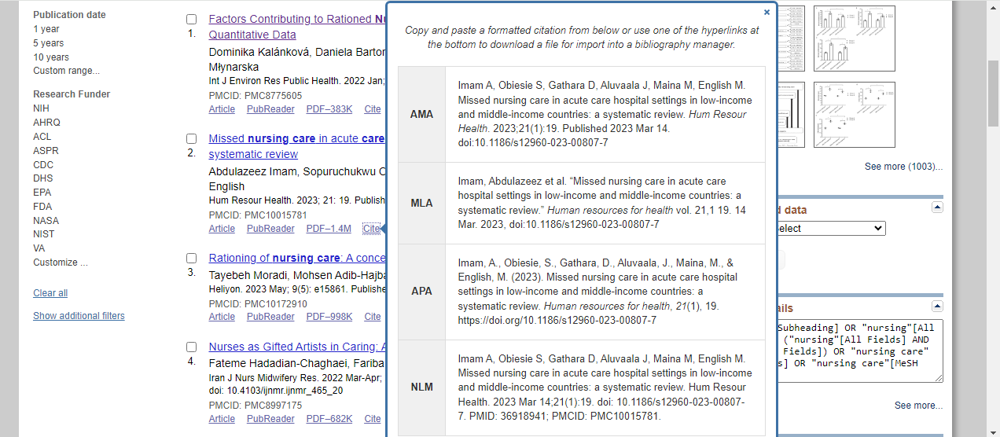 Publication date
1 year
5 years
10 years
Custom range...
Research Funder
NIH
AHRQ
ACL
ASPR
CDC
DHS
EPA
FDA
NASA
NIST
VA
Customize ...
Clear all
Show additional filters
1.
Factors Contributing to Rationed Nu
Quantitative Data
Dominika Kalánková, Daniela Bartor
Młynarska
Int J Environ Res Public Health. 2022 Jan;
PMCID: PMC8775605
Article PubReader PDF–383K Cite
2.
Missed nursing care in acute care
systematic review
Abdulazeez Imam, Sopuruchukwu O
English
Hum Resour Health. 2023; 21: 19. Publish
PMCID: PMC10015781
Article PubReader PDF–1.4M Cite
3.
Rationing of nursing care: A conce
Tayebeh Moradi, Mohsen Adib-Hajba
Heliyon. 2023 May; 9(5): e15861. Publishe
PMCID: PMC10172910
Article PubReader PDF–998K Cite
4.
Nurses as Gifted Artists in Caring: A
Fateme Hadadian-Chaghaei, Fariba
Iran J Nurs Midwifery Res. 2022 Mar-Apr;
doi: 10.4103/ijnmr.ijnmr_465_20
PMCID: PMC8997175
Article PubReader PDF–682K Cite
×
Copy and paste a formatted citation from below or use one of the hyperlinks at
the bottom to download a file for import into a bibliography manager.
AMA
Imam A, Obiesie S, Gathara D, Aluvaala J, Maina M, English M.
Missed nursing care in acute care hospital settings in low-income
and middle-income countries: a systematic review. Hum Resour
Health. 2023;21(1):19. Published 2023 Mar 14.
doi:10.1186/s12960-023-00807-7
MLA
Imam, Abdulazeez et al. “Missed nursing care in acute care
hospital settings in low-income and middle-income countries: a
systematic review.” Human resources for health vol. 21,1 19. 14
Mar. 2023, doi:10.1186/s12960-023-00807-7
APA
Imam, A., Obiesie, S., Gathara, D., Aluvaala, J., Maina, M., &
English, M. (2023). Missed nursing care in acute care hospital
settings in low-income and middle-income countries: a
systematic review. Human resources for health, 21(1), 19.
https://doi.org/10.1186/s12960-023-00807-7
NLM
Imam A, Obiesie S, Gathara D, Aluvaala J, Maina M, English M.
Missed nursing care in acute care hospital settings in low-income
and middle-income countries: a systematic review. Hum Resour
Health. 2023 Mar 14;21(1):19. doi: 10.1186/s12960-023-00807-
7. PMID: 36918941; PMCID: PMC10015781.
See more (1003)...
d data
elect
ails
Subheading] OR "nursing"[All
("nursing"[All Fields] AND
Fields]) OR "nursing care"
s] OR "nursing care"[MeSH
See more...